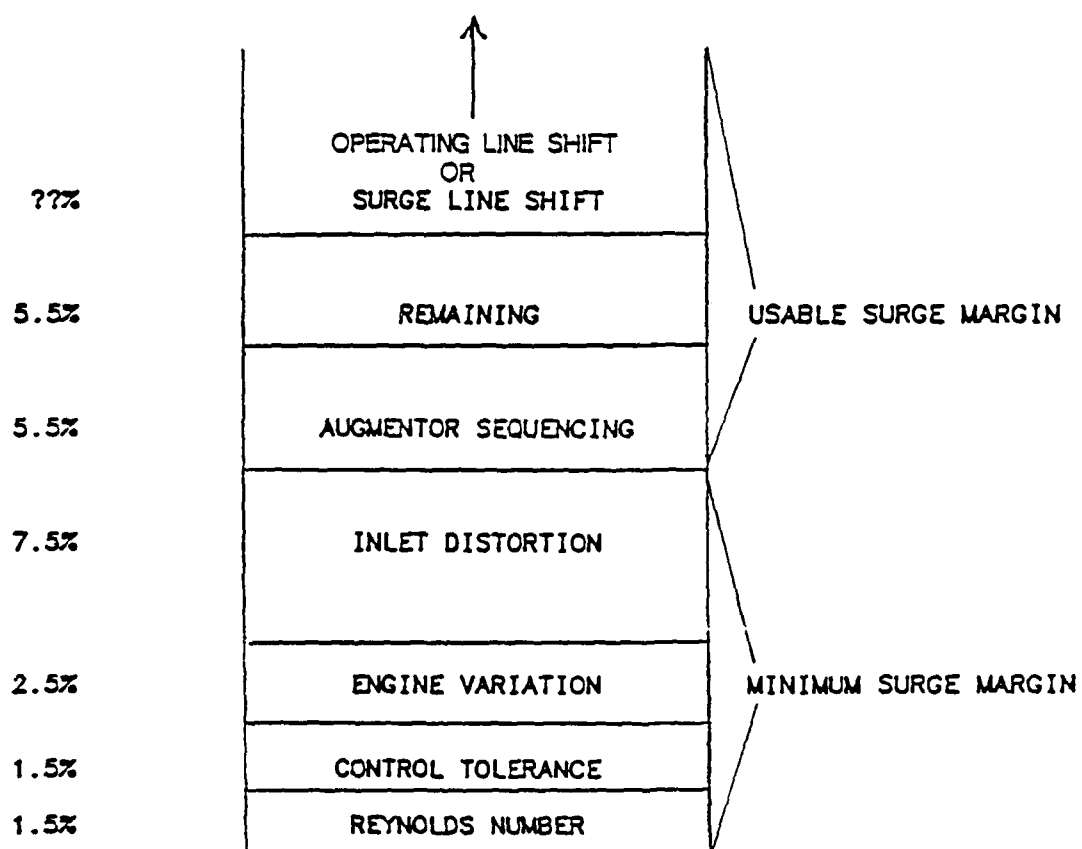 OPERATING LINE SHIFT
OR
??% SURGE LINE SHIFT
5.5% REMAINING USABLE SURGE MARGIN
5.5% AUGMENTOR SEQUENCING
7.5% INLET DISTORTION
2.5% ENGINE VARIATION MINIMUM SURGE MARGIN
1.5% CONTROL TOLERANCE
1.5% REYNOLDS NUMBER